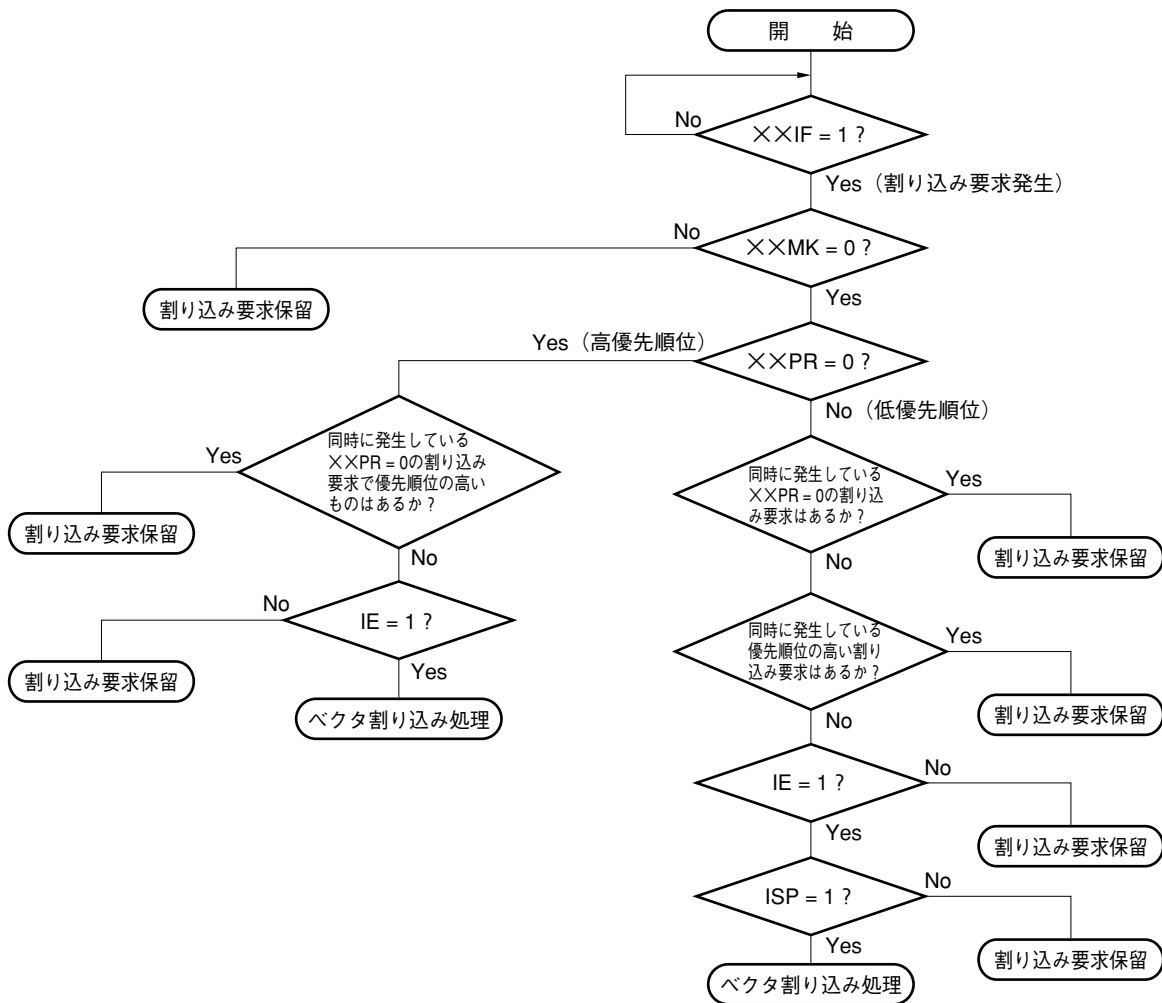 開　始
No
××IF = 1 ?
Yes（割り込み要求発生）
No
××MK = 0 ?
Yes
割り込み要求保留
Yes（高優先順位）
××PR = 0 ?
No（低優先順位）
Yes
同時に発生している
××PR = 0の割り込み
要求で優先順位の高い
ものはあるか？
割り込み要求保留
No
No
IE = 1 ?
割り込み要求保留
Yes
ベクタ割り込み処理
同時に発生している
××PR = 0の割り込
み要求はあるか？
Yes
割り込み要求保留
No
同時に発生している
優先順位の高い割り
込み要求はあるか？
Yes
割り込み要求保留
No
IE = 1 ?
No
割り込み要求保留
Yes
ISP = 1 ?
No
割り込み要求保留
Yes
ベクタ割り込み処理